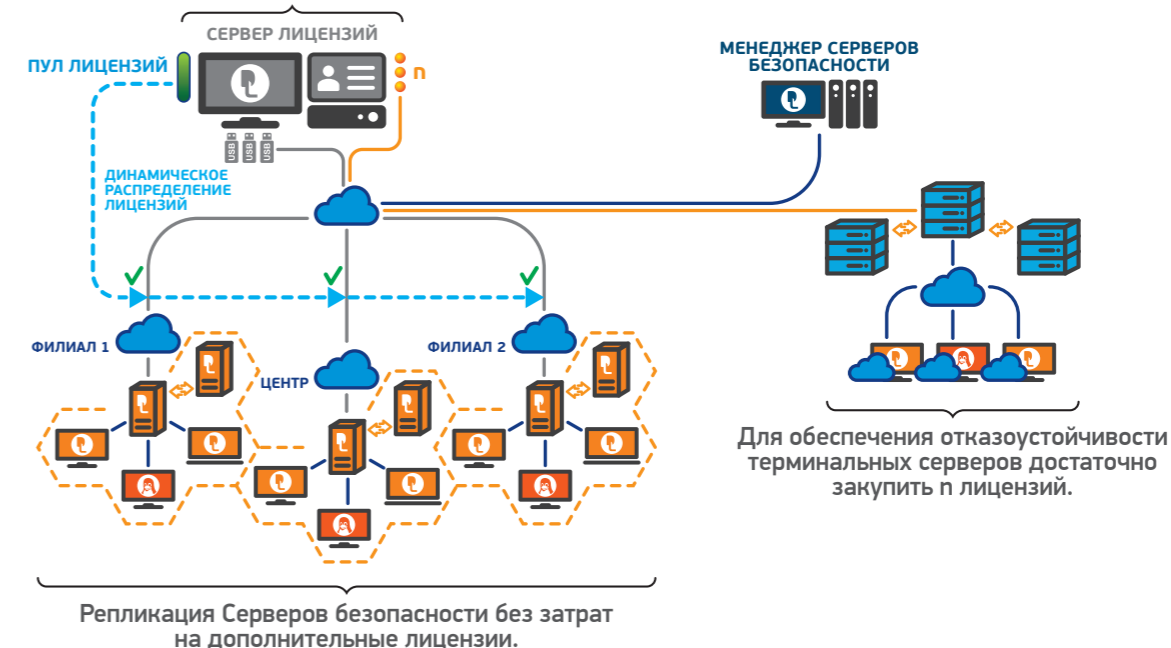 СЕРВЕР ЛИЦЕНЗИЙ
ПУЛ ЛИЦЕНЗИЙ
n
USB
USB
USB
МЕНЕДЖЕР СЕРВЕРОВ
БЕЗОПАСНОСТИ
ДИНАМИЧЕСКОЕ
РАСПРЕДЕЛЕНИЕ
ЛИЦЕНЗИЙ
ФИЛИАЛ 1
ЦЕНТР
ФИЛИАЛ 2
Для обеспечения отказоустойчивости
терминальных серверов достаточно
закупить n лицензий.
Репликация Серверов безопасности без затрат
на дополнительные лицензии.